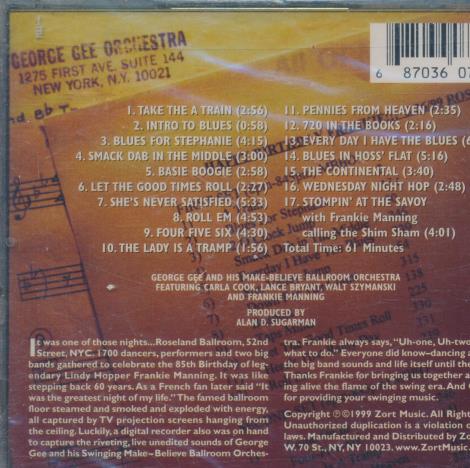 GEORGE GEE ORCHESTRA
1275 FIRST AVE. SUITE 144
NEW YORK, N.Y. 10021
6 87036 0
1. TAKE THE A TRAIN (2:56)
2. INTRO TO BLUES (0:58)
3. BLUES FOR STEPHANIE (4:15)
4. SMACK DAB IN THE MIDDLE (3:00)
5. BASIE BOOGIE (2:58)
6. LET THE GOOD TIMES ROLL (2:27)
7. SHE'S NEVER SATISFIED (5:33)
8. ROLL EM (4:53)
9. FOUR FIVE SIX (4:30)
10. THE LADY IS A TRAMP (1:56)
11. PENNIES FROM HEAVEN (2:35)
12. 720 IN THE BOOKS (2:16)
13. EVERY DAY I HAVE THE BLUES (6
14. BLUES IN HOSS' FLAT (5:16)
15. THE CONTINENTAL (3:40)
16. WEDNESDAY NIGHT HOP (2:48)
17. STOMPIN' AT THE SAVOY
with Frankie Manning
calling the Shim Sham (4:01)
Total Time: 61 Minutes
GEORGE GEE AND HIS MAKE-BELIEVE BALLROOM ORCHESTRA
FEATURING CARLA COOK, LANCE BRYANT, WALT SZYMANSKI
AND FRANKIE MANNING
PRODUCED BY
ALAN D. SUGARMAN
It was one of those nights...Roseland Ballroom, 52nd
Street, NYC. 1700 dancers, performers and two big
bands gathered to celebrate the 85th Birthday of leg
endary Lindy Hopper Frankie Manning. It was like
stepping back 60 years. As a French fan later said "It
was the greatest night of my life." The famed ballroom
floor steamed and smoked and exploded with energy,
all captured by TV projection screens hanging from
the ceiling. Luckily, a digital recorder also was on hand
to capture the riveting, live unedited sounds of George
Gee and his Swinging Make-Believe Ballroom Orches-
tra. Frankie always says, "Uh-one, Uh-two
what to do." Everyone did know-dancing a
the big band sounds and life itself until the
Thanks Frankie for bringing us together a
ing alive the flame of the swing era. And G
for providing your swinging music.
Copyright ℗©1999 Zort Music. All Righ
Unauthorized duplication is a violation o
laws. Manufactured and Distributed by Zo
W. 70 St., NY, NY 10023. www.ZortMusic.